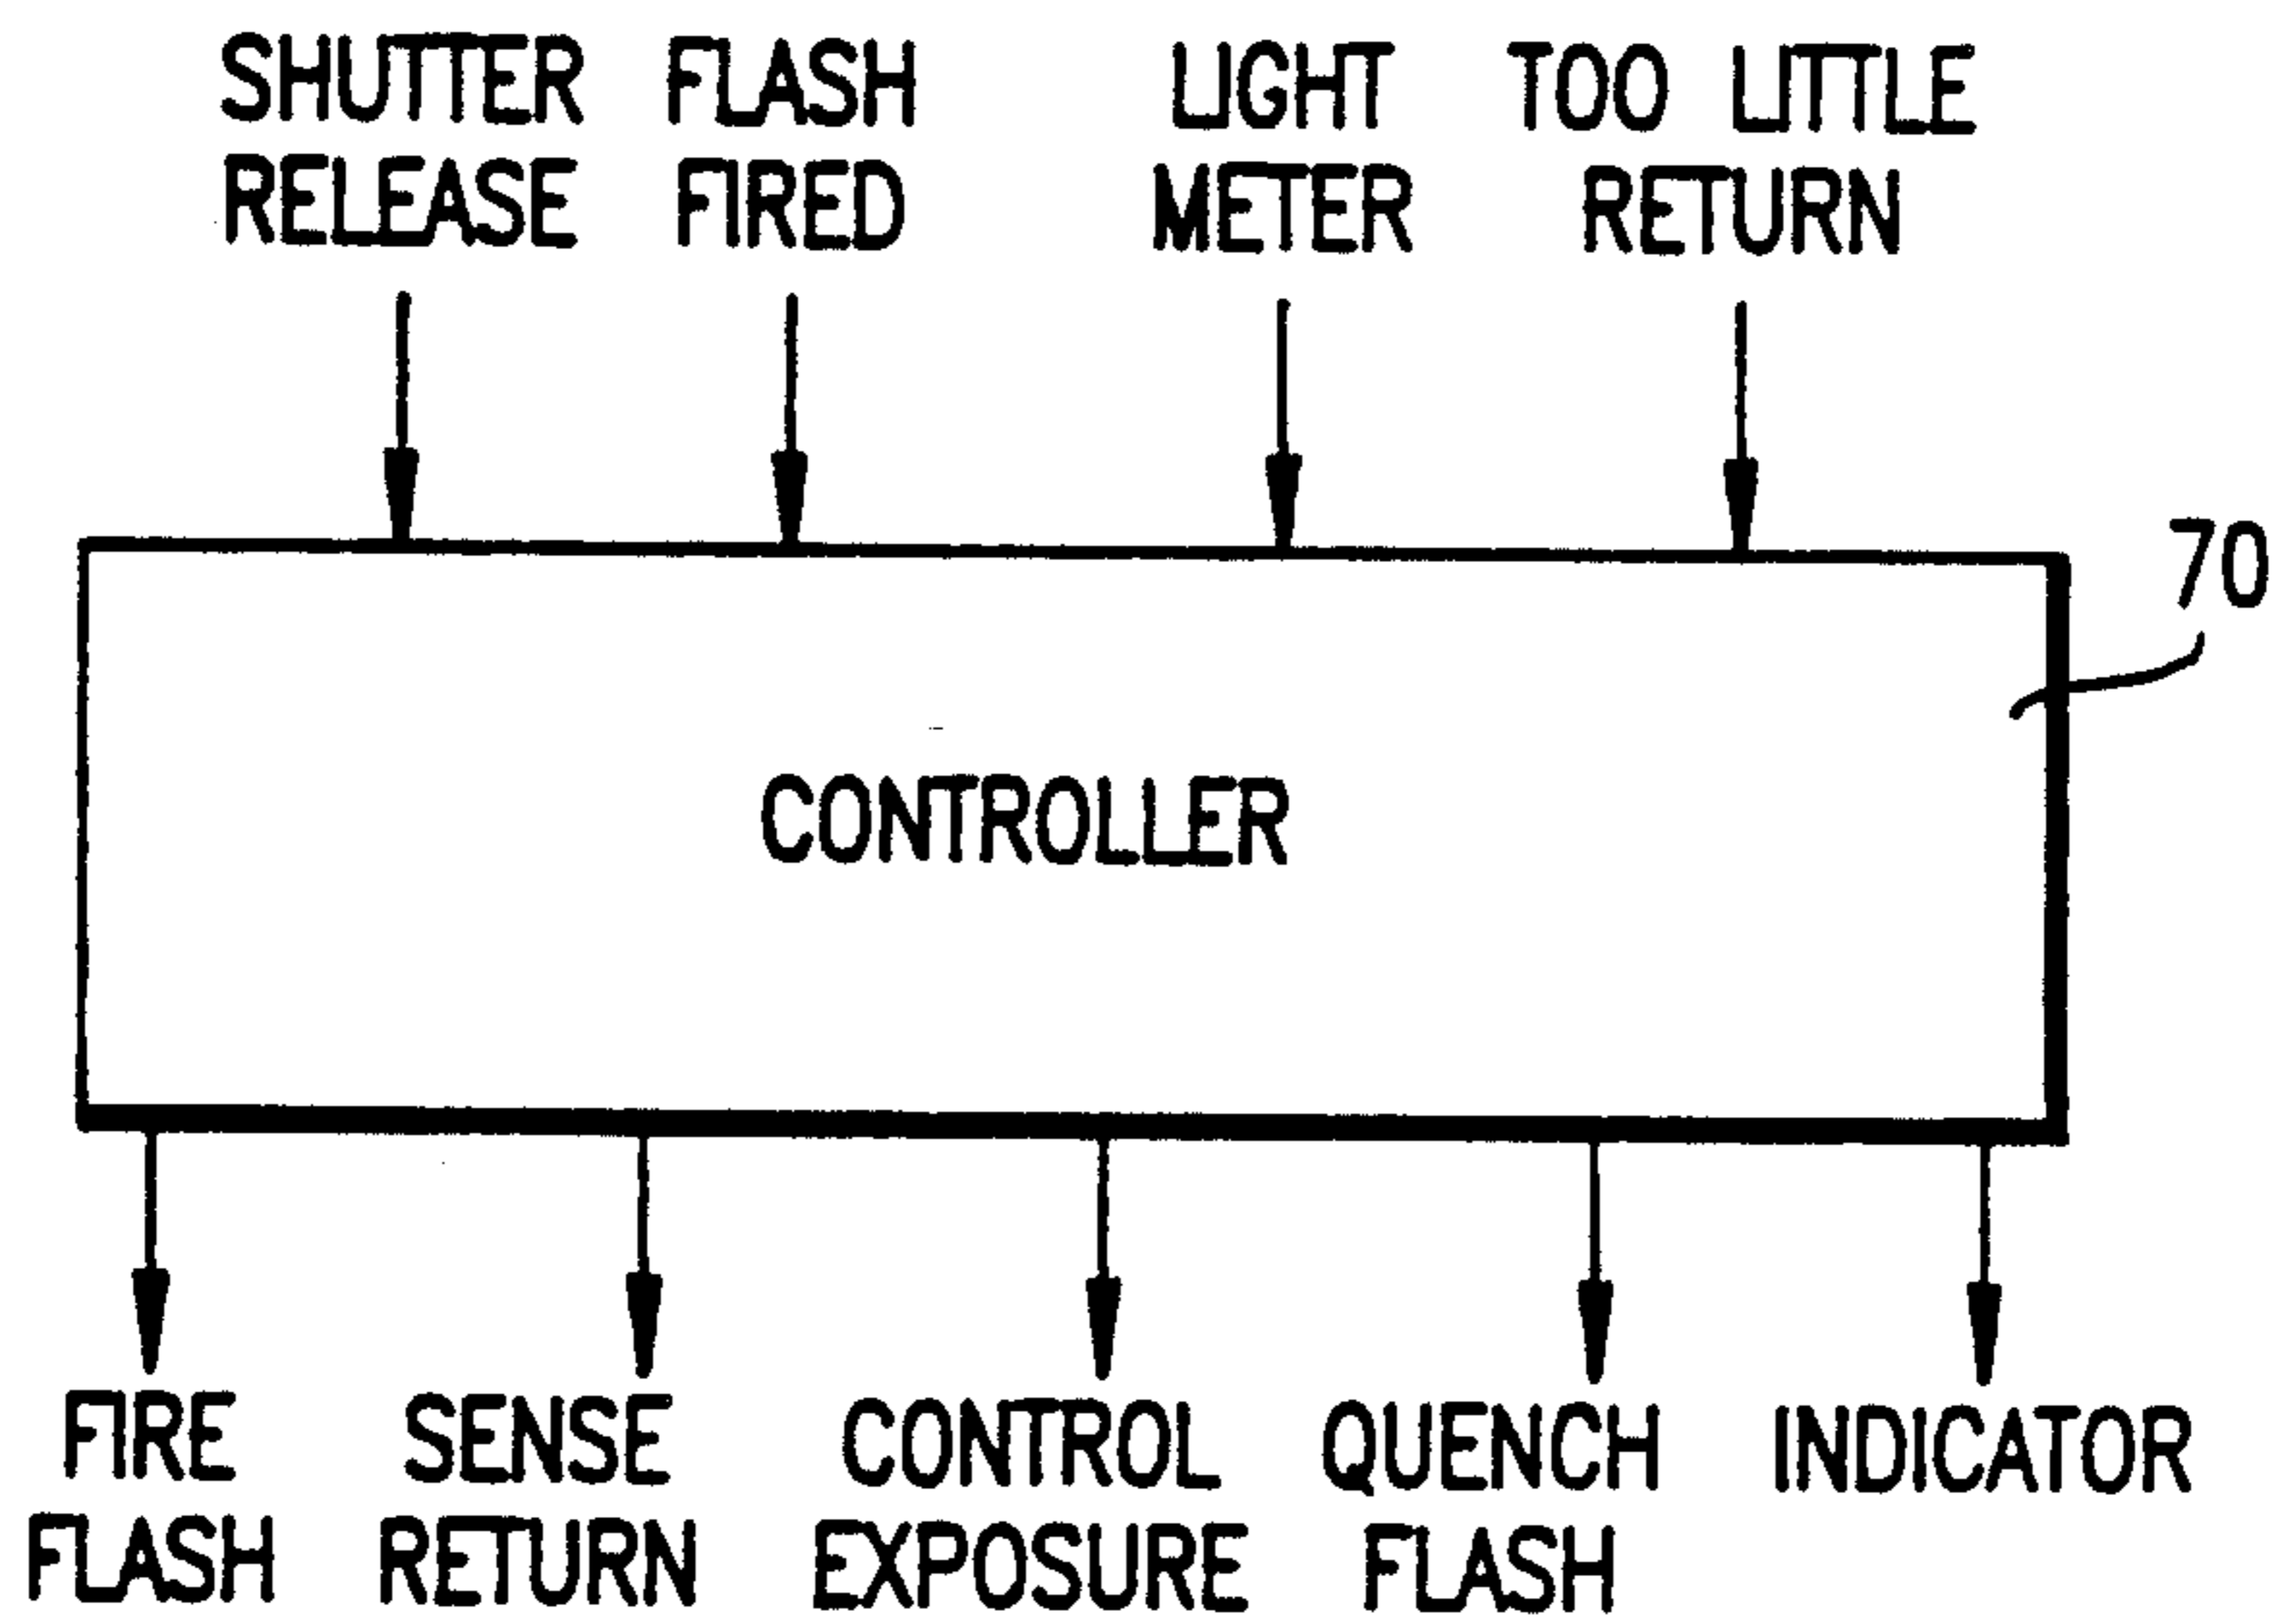 SHUTTER FLASH LIGHT TOO LITTLE
RELEASE FIRED METER RETURN
70
CONTROLLER
FIRE SENSE CONTROL QUENCH INDICATOR
FLASH RETURN EXPOSURE FLASH